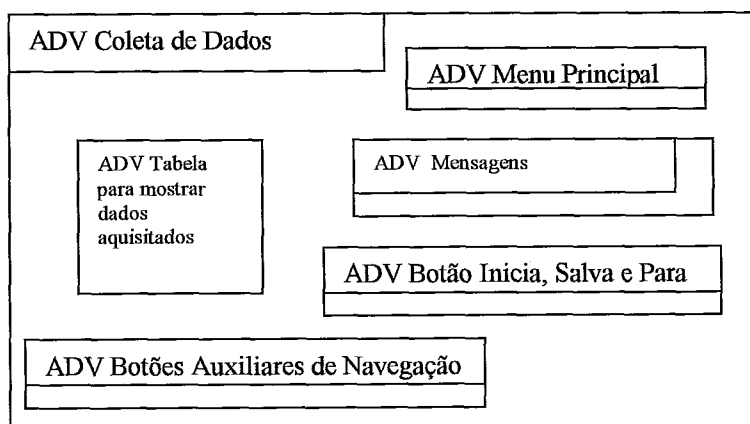 ADV Coleta de Dados
ADV Menu Principal
ADV Tabela
para mostrar
dados
aquisitados
ADV Mensagens
ADV Botão Inicia, Salva e Para
ADV Botões Auxiliares de Navegação